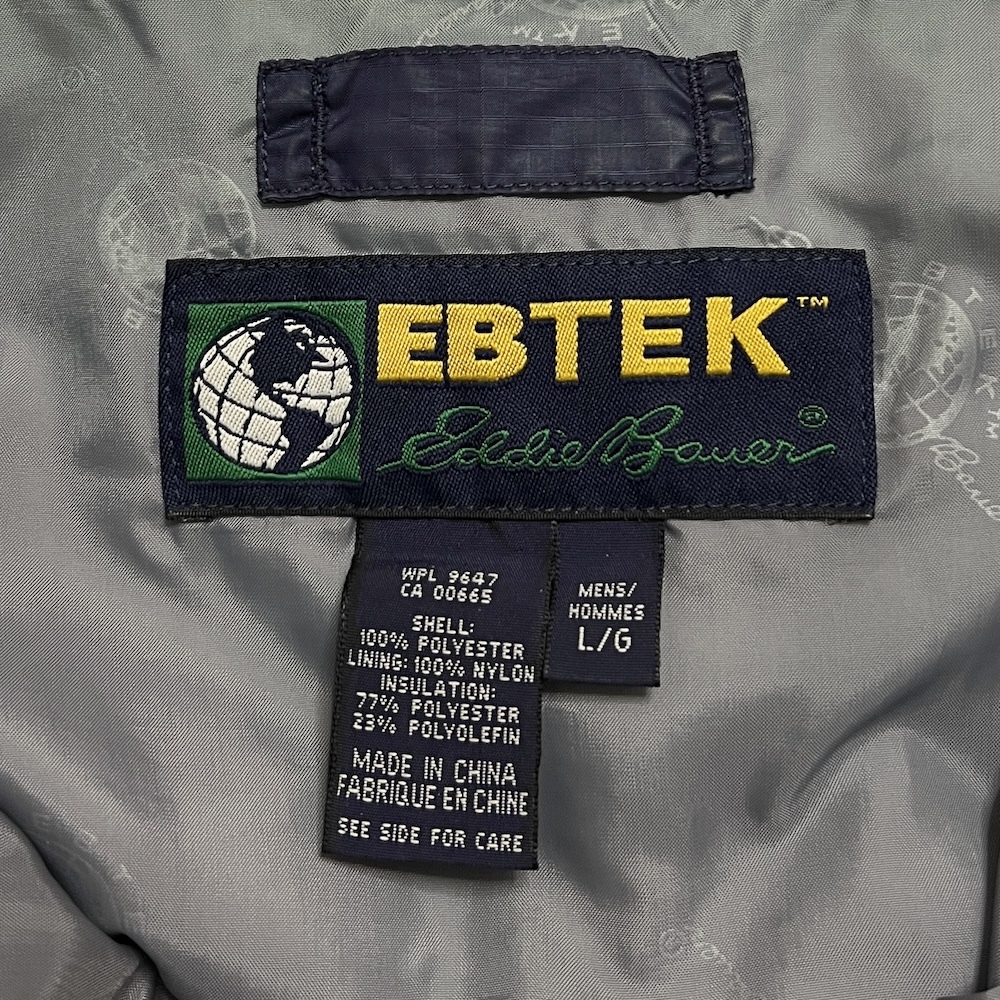 EBTEK™
Eddie Bauer®
WPL 9647
CA 00665
SHELL:
100% POLYESTER
LINING: 100% NYLON
INSULATION:
77% POLYESTER
23% POLYOLEFIN
MADE IN CHINA
FABRIQUE EN CHINE
SEE SIDE FOR CARE
MENS/
HOMMES
L/G